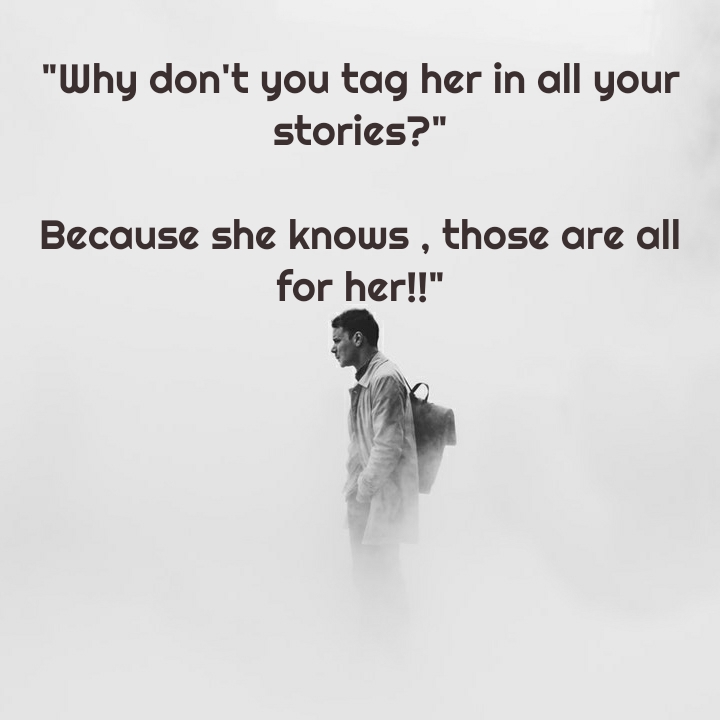 "Why don't you tag her in all your
stories?"
Because she knows , those are all
for her!!"